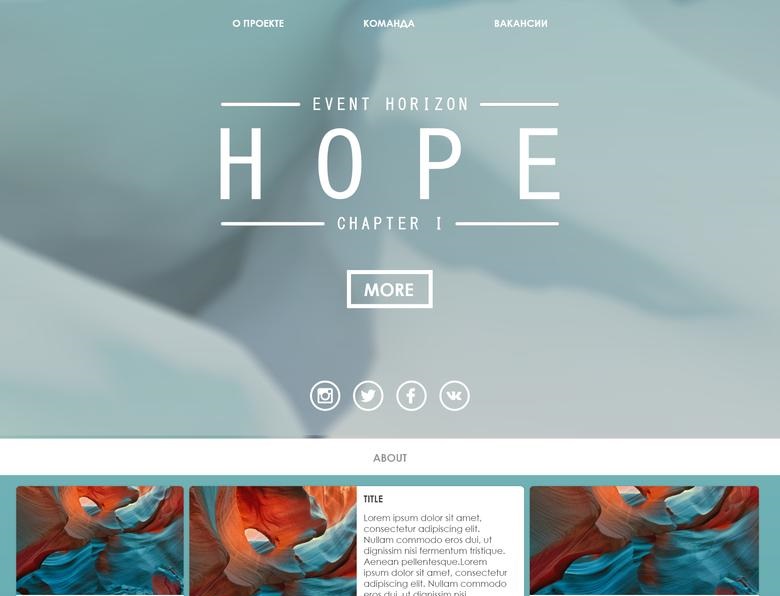 О ПРОЕКТЕ КОМАНДА ВАКАНСИИ
EVENT HORIZON
HOPE
CHAPTER I
MORE
ABOUT
TITLE
Lorem ipsum dolor sit amet,
consectetur adipiscing elit.
Nullam commodo eros dui, ut
dignissim nisi fermentum tristique.
Aenean pellentesque.Lorem
ipsum dolor sit amet, consectetur
adipiscing elit. Nullam commodo
eros dui, ut dignissim nisi